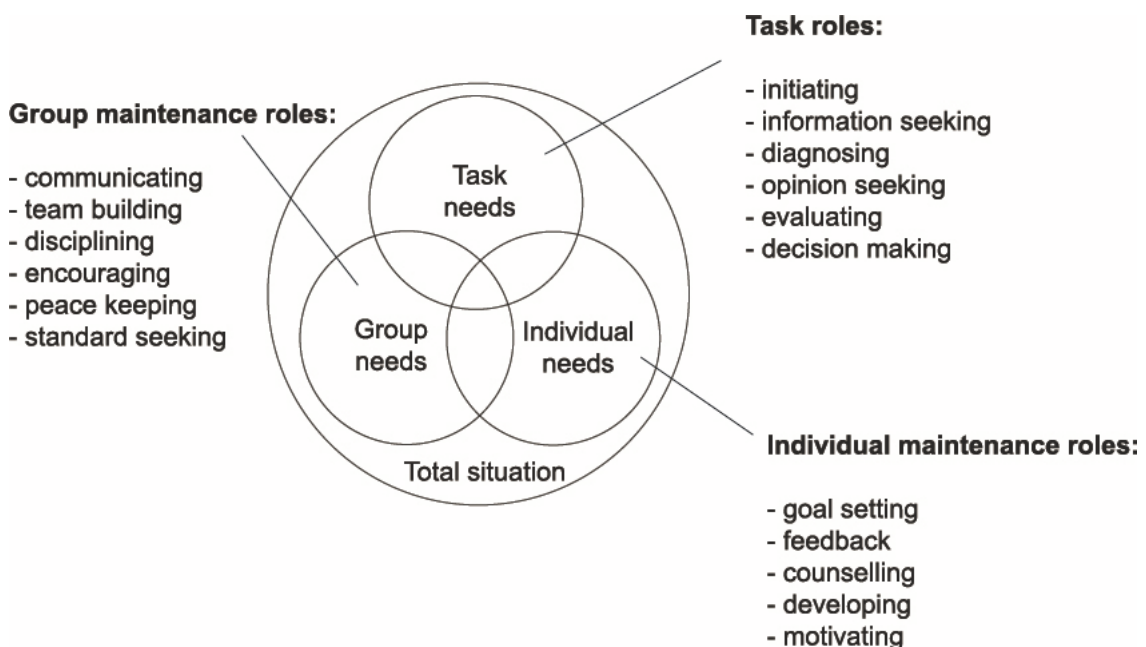 Task roles:
- initiating
- information seeking
- diagnosing
- opinion seeking
- evaluating
- decision making
Group maintenance roles:
- communicating
- team building
- disciplining
- encouraging
- peace keeping
- standard seeking
Task
needs
Group
needs
Individual
needs
Total situation
Individual maintenance roles:
- goal setting
- feedback
- counselling
- developing
- motivating